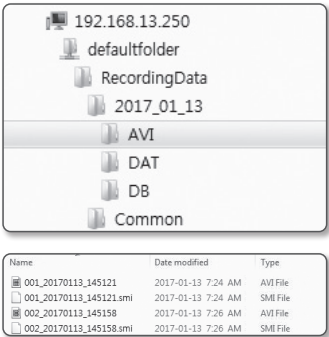 192.168.13.250
defaultfolder
RecordingData
2017_01_13
AVI
DAT
DB
Common
Name Date modified Type
001_20170113_145121 2017-01-13 7:24 AM AVI File
001_20170113_145121.smi 2017-01-13 7:24 AM SMI File
002_20170113_145158 2017-01-13 7:26 AM AVI File
002_20170113_145158.smi 2017-01-13 7:26 AM SMI File